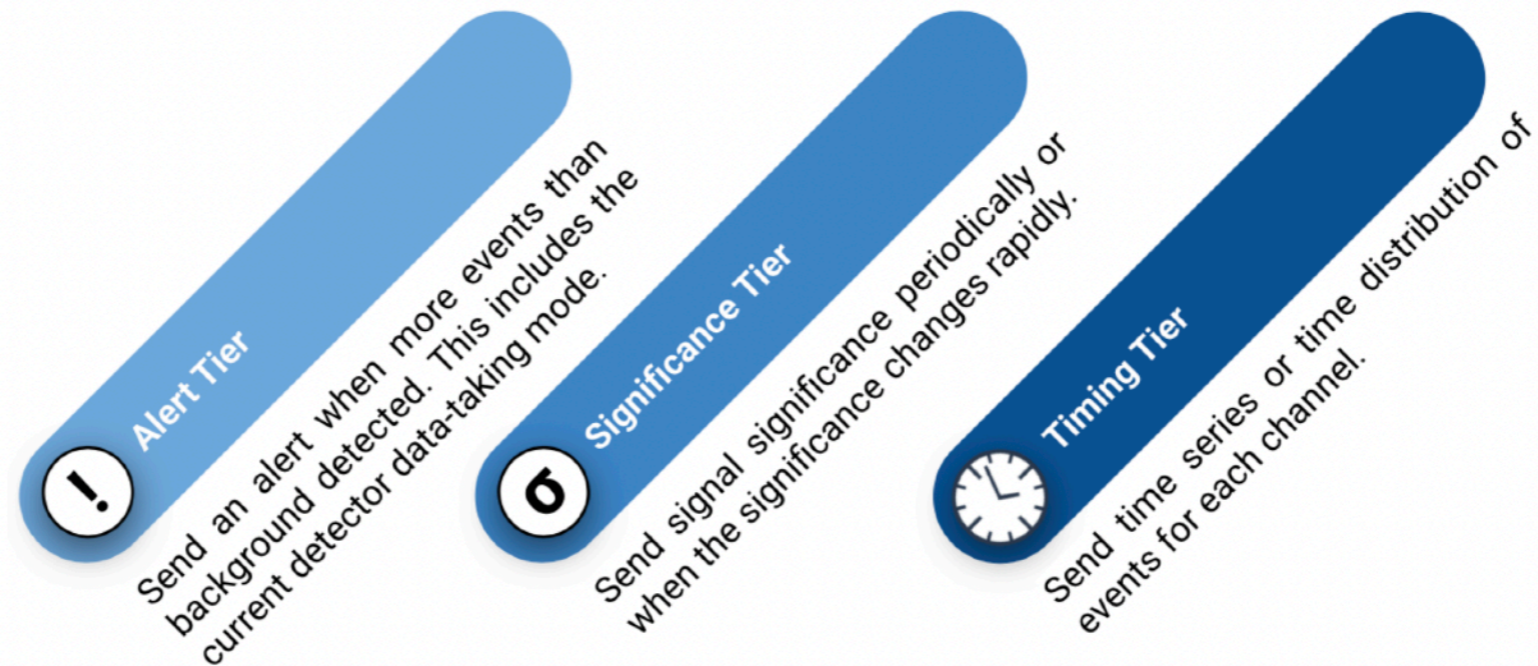 !
Alert Tier
Send an alert when more events than
background detected. This includes the
current detector data-taking mode.
σ
Significance Tier
Send signal significance periodically or
when the significance changes rapidly.
Timing Tier
Send time series or time distribution of
events for each channel.